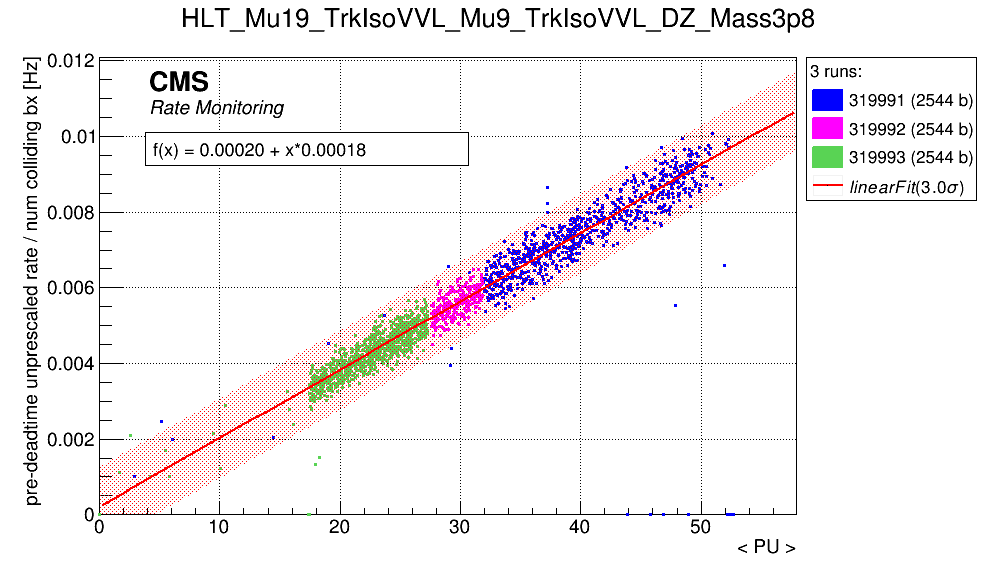 HLT_Mu19_TrkIsoVVL_Mu9_TrkIsoVVL_DZ_Mass3p8
pre-deadtime unprescaled rate / num colliding bx [Hz]
0.012
0.01
0.008
0.006
0.004
0.002
0
CMS
Rate Monitoring
f(x) = 0.00020 + x*0.00018
3 runs:
319991 (2544 b)
319992 (2544 b)
319993 (2544 b)
linearFit(3.0σ)
0 10 20 30 40 50
< PU >